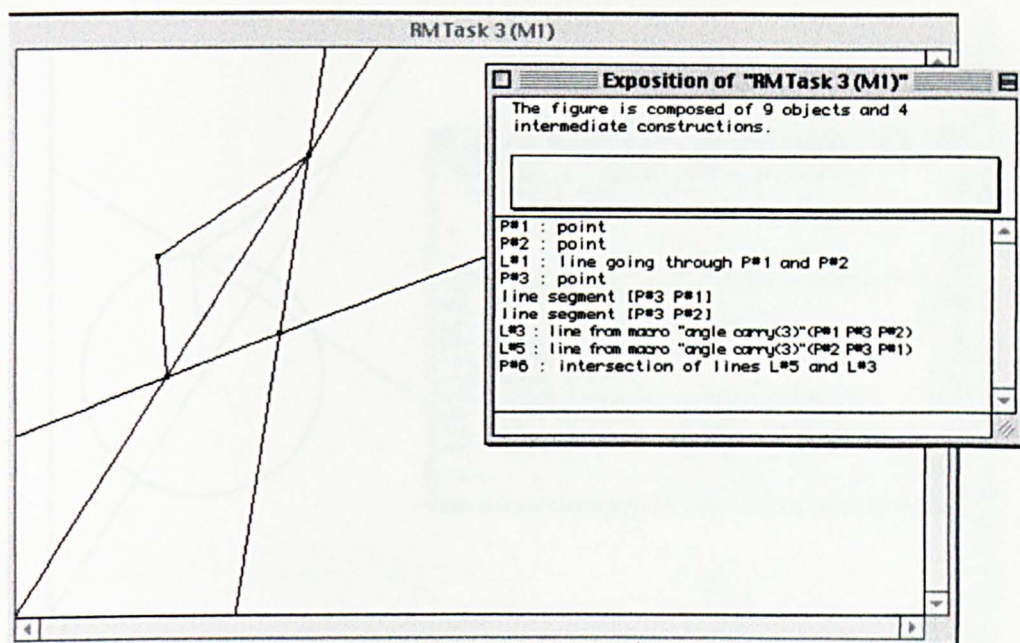 RM Task 3 (M1)
Exposition of "RM Task 3 (M1)"
The figure is composed of 9 objects and 4
intermediate constructions.
P#1 : point
P#2 : point
L#1 : line going through P#1 and P#2
P#3 : point
line segment [P#3 P#1]
line segment [P#3 P#2]
L#3 : line from macro "angle carry(3)"(P#1 P#3 P#2)
L#5 : line from macro "angle carry(3)"(P#2 P#3 P#1)
P#6 : intersection of lines L#5 and L#3